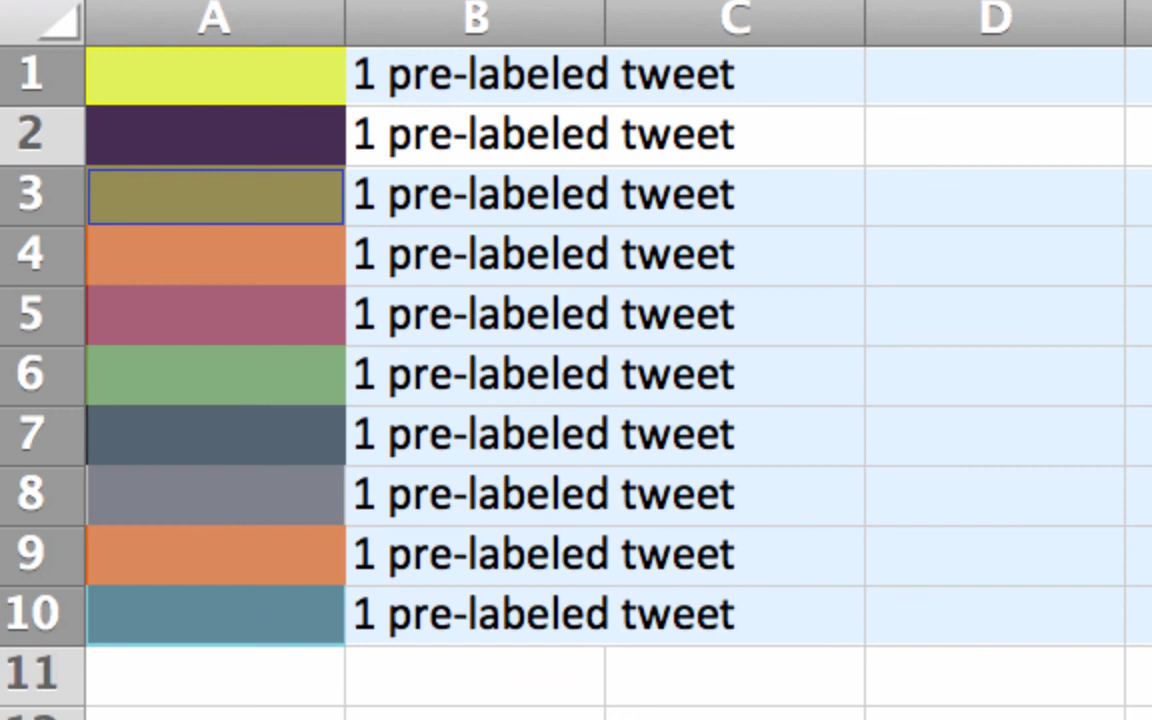 A B C D
1 1 pre-labeled tweet
2 1 pre-labeled tweet
3 1 pre-labeled tweet
4 1 pre-labeled tweet
5 1 pre-labeled tweet
6 1 pre-labeled tweet
7 1 pre-labeled tweet
8 1 pre-labeled tweet
9 1 pre-labeled tweet
10 1 pre-labeled tweet
11